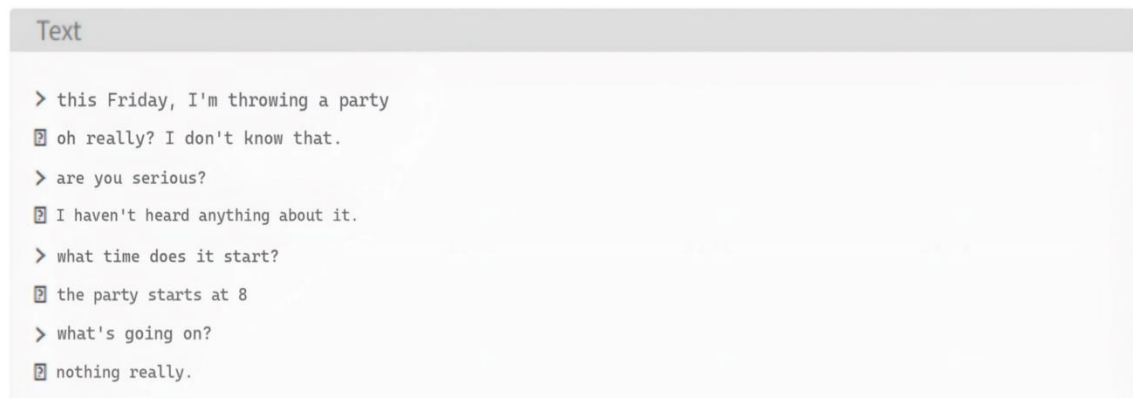 Text
> this Friday, I'm throwing a party
⍰ oh really? I don't know that.
> are you serious?
⍰ I haven't heard anything about it.
> what time does it start?
⍰ the party starts at 8
> what's going on?
⍰ nothing really.